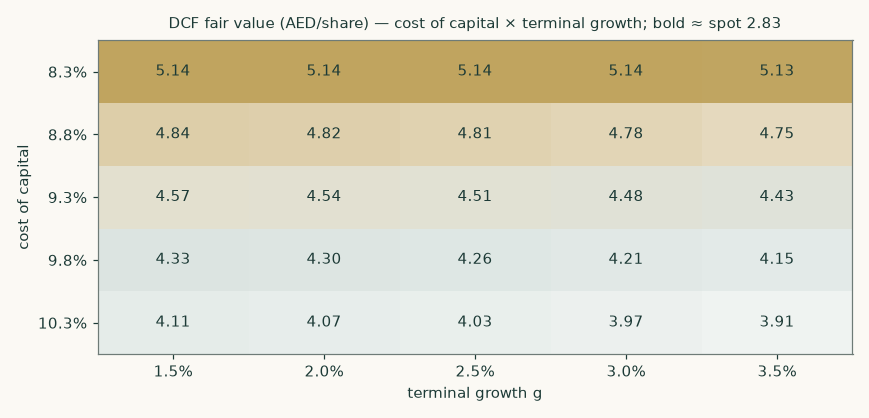 DCF fair value (AED/share) — cost of capital × terminal growth; bold ≈ spot 2.83
cost of capital
8.3% 5.14 5.14 5.14 5.14 5.13
8.8% 4.84 4.82 4.81 4.78 4.75
9.3% 4.57 4.54 4.51 4.48 4.43
9.8% 4.33 4.30 4.26 4.21 4.15
10.3% 4.11 4.07 4.03 3.97 3.91
1.5% 2.0% 2.5% 3.0% 3.5%
terminal growth g